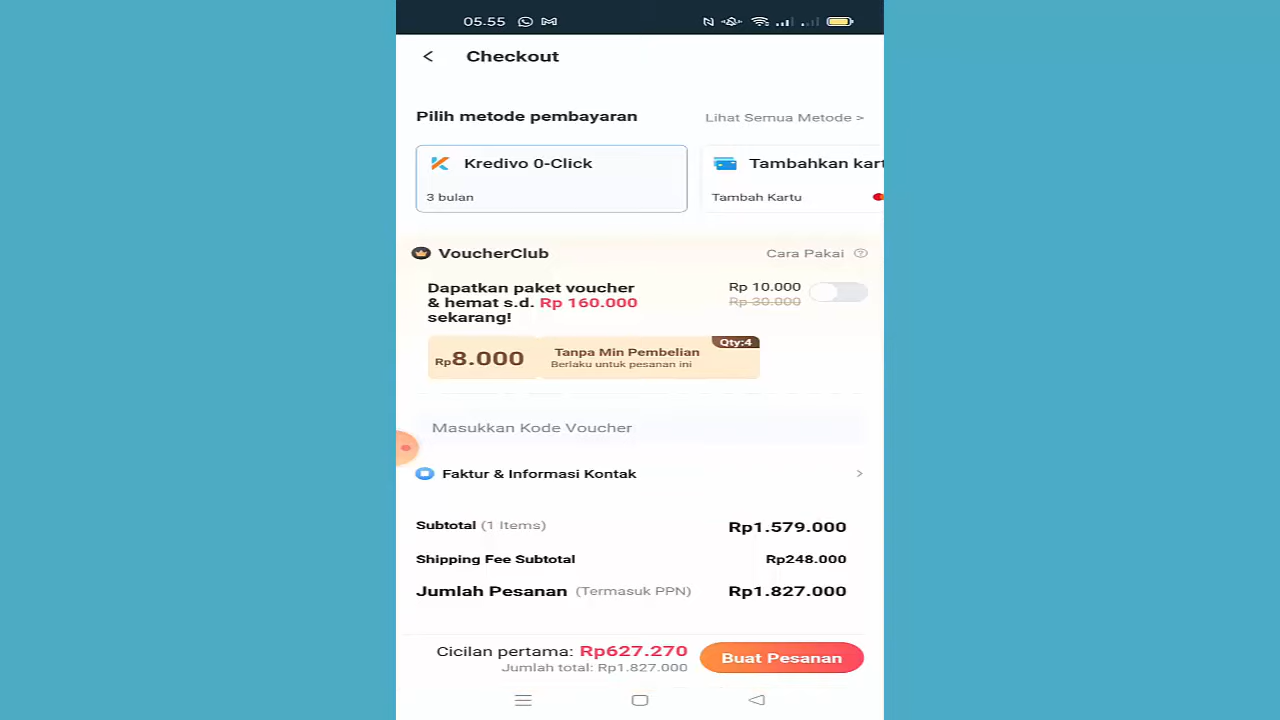 05.55
Checkout
Pilih metode pembayaran
Lihat Semua Metode >
Kredivo 0-Click
3 bulan
Tambahkan kart
Tambah Kartu
VoucherClub
Cara Pakai
Dapatkan paket voucher
& hemat s.d. Rp 160.000
sekarang!
Rp 10.000
Rp 30.000
Rp8.000
Tanpa Min Pembelian
Berlaku untuk pesanan ini
Qty:4
Masukkan Kode Voucher
Faktur & Informasi Kontak
Subtotal (1 Items) Rp1.579.000
Shipping Fee Subtotal Rp248.000
Jumlah Pesanan (Termasuk PPN) Rp1.827.000
Cicilan pertama: Rp627.270
Jumlah total: Rp1.827.000
Buat Pesanan